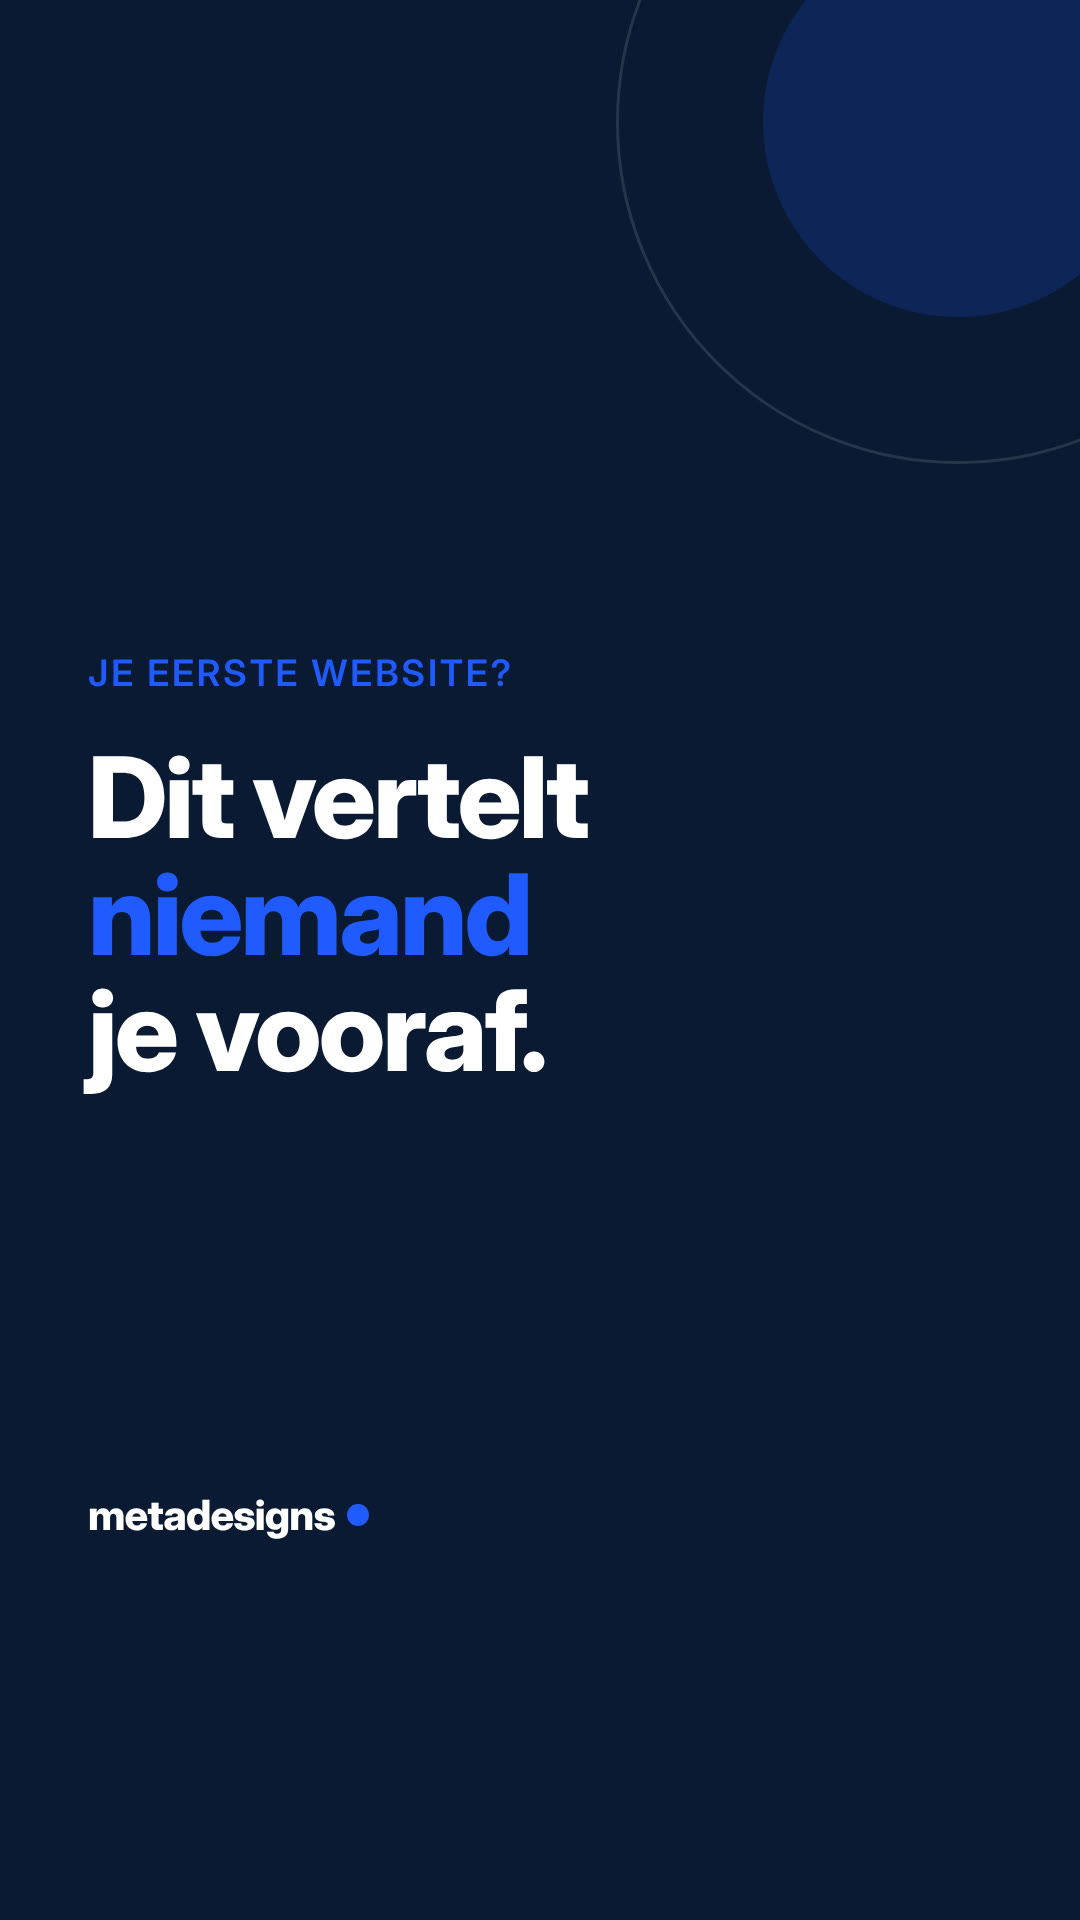 JE EERSTE WEBSITE?
Dit vertelt
niemand
je vooraf.
metadesigns